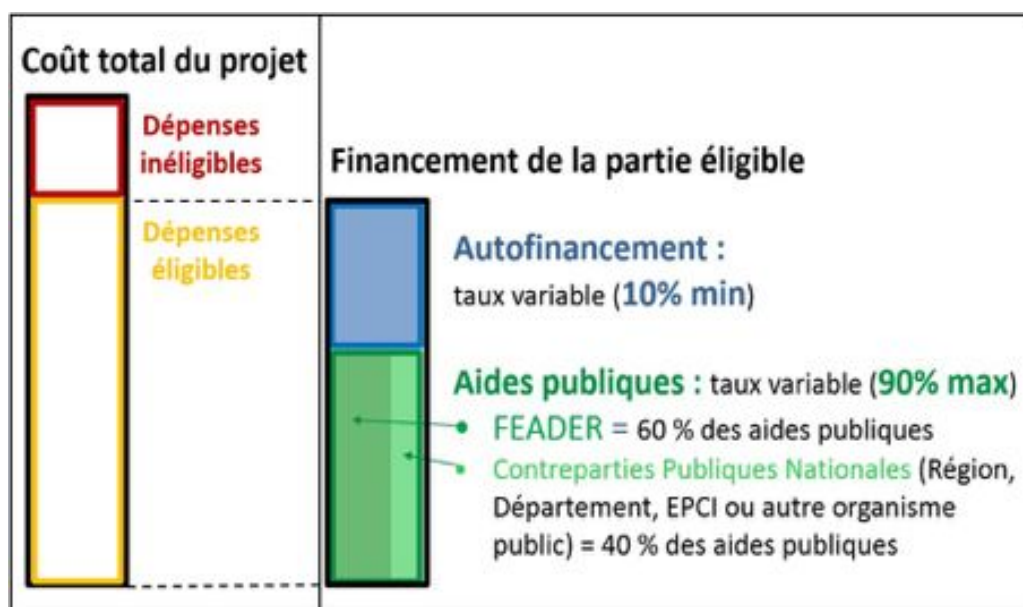 Coût total du projet
Dépenses
inéligibles
Dépenses
éligibles
Financement de la partie éligible
Autofinancement :
taux variable (10% min)
Aides publiques : taux variable (90% max)
• FEADER = 60 % des aides publiques
• Contreparties Publiques Nationales (Région,
Département, EPCI ou autre organisme
public) = 40 % des aides publiques